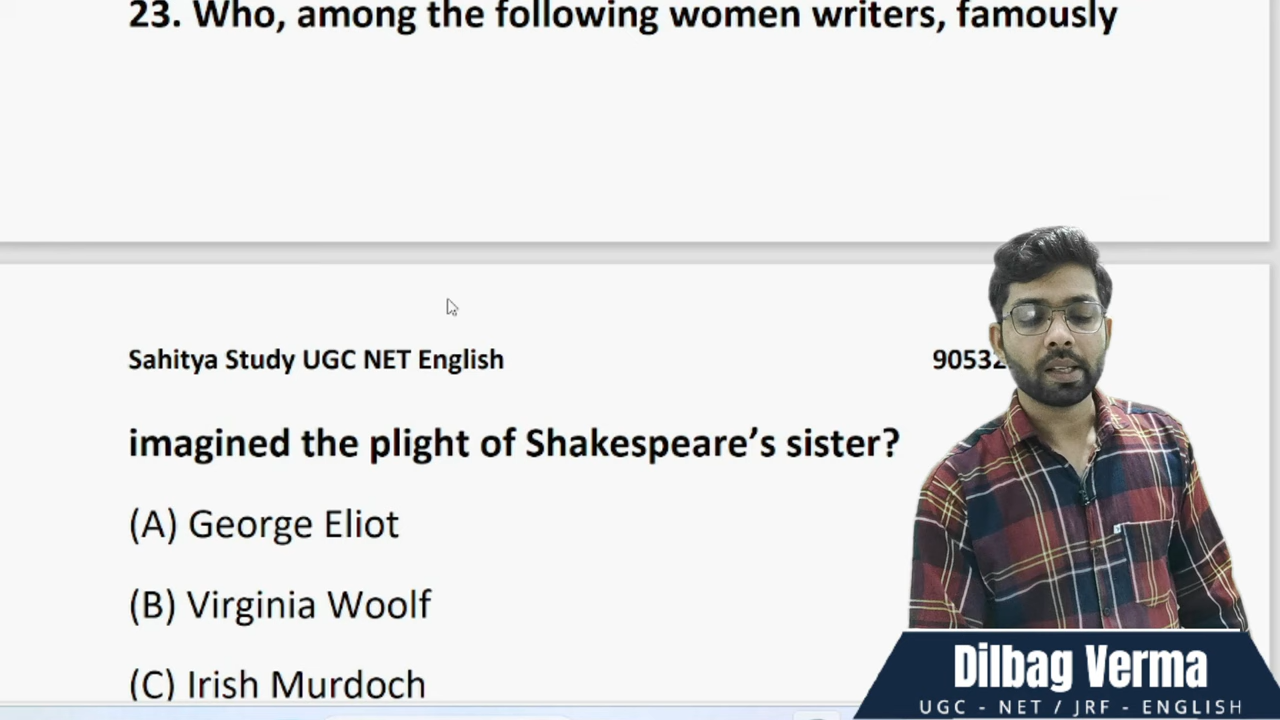 23. Who, among the following women writers, famously
Sahitya Study UGC NET English 90532
imagined the plight of Shakespeare's sister?
(A) George Eliot
(B) Virginia Woolf
(C) Irish Murdoch
Dilbag Verma
UGC - NET / JRF - ENGLISH